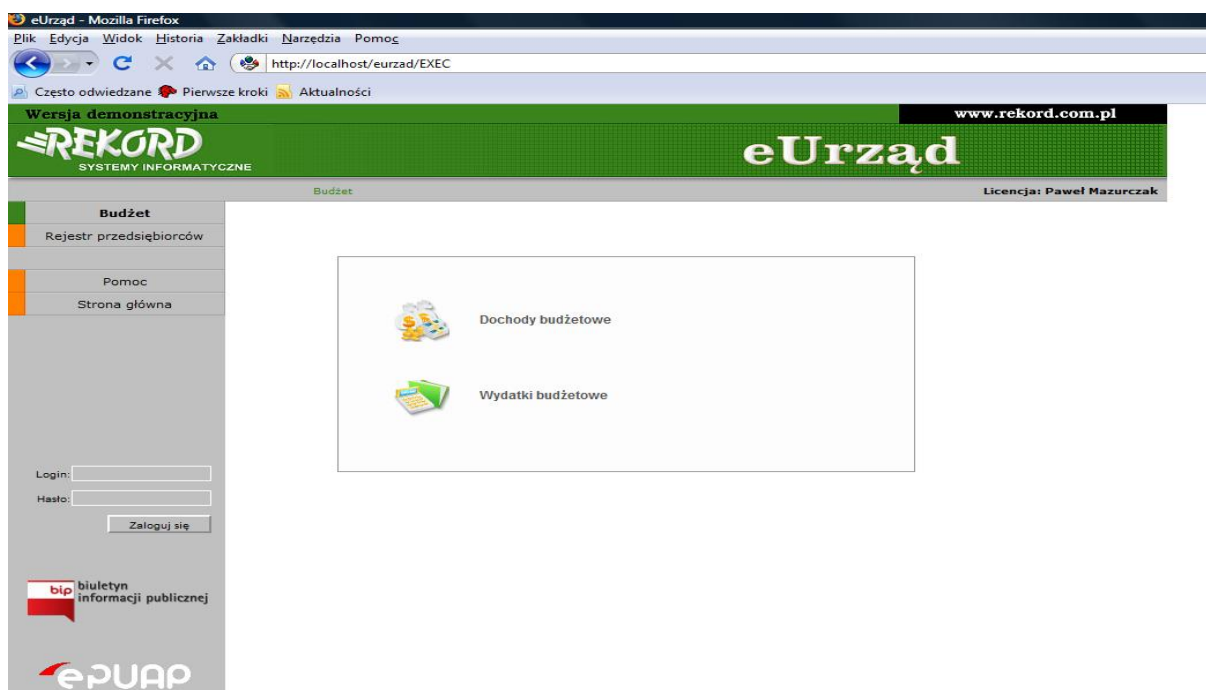 eUrząd - Mozilla Firefox
Plik Edycja Widok Historia Zakładki Narzędzia Pomoc
http://localhost/eurzad/EXEC
Często odwiedzane Pierwsze kroki Aktualności
Wersja demonstracyjna www.rekord.com.pl
REKORD
SYSTEMY INFORMATYCZNE
eUrząd
Budżet Licencja: Paweł Mazurczak
Budżet
Rejestr przedsiębiorców
Pomoc
Strona główna
Dochody budżetowe
Wydatki budżetowe
Login:
Hasło:
Zaloguj się
bip biuletyn
informacji publicznej
ePUAP